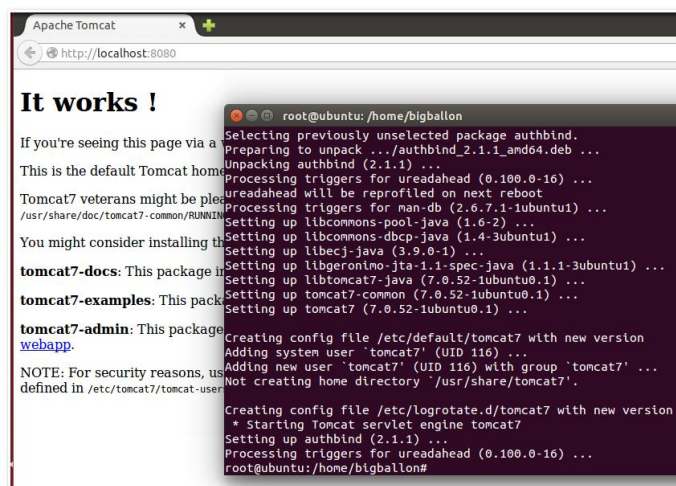 Apache Tomcat
http://localhost:8080
It works !
If you're seeing this page via a
This is the default Tomcat home
Tomcat7 veterans might be plea
/usr/share/doc/tomcat7-common/RUNNING
You might consider installing th
tomcat7-docs: This package in
tomcat7-examples: This pack
tomcat7-admin: This package
webapp.
NOTE: For security reasons, us
defined in /etc/tomcat7/tomcat-user
root@ubuntu: /home/bigballon
Selecting previously unselected package authbind.
Preparing to unpack .../authbind_2.1.1_amd64.deb ...
Unpacking authbind (2.1.1) ...
Processing triggers for ureadahead (0.100.0-16) ...
ureadahead will be reprofiled on next reboot
Processing triggers for man-db (2.6.7.1-1ubuntu1) ...
Setting up libcommons-pool-java (1.6-2) ...
Setting up libcommons-dbcp-java (1.4-3ubuntu1) ...
Setting up libecj-java (3.9.0-1) ...
Setting up libgeronimo-jta-1.1-spec-java (1.1.1-3ubuntu1) ...
Setting up libtomcat7-java (7.0.52-1ubuntu0.1) ...
Setting up tomcat7-common (7.0.52-1ubuntu0.1) ...
Setting up tomcat7 (7.0.52-1ubuntu0.1) ...
Creating config file /etc/default/tomcat7 with new version
Adding system user `tomcat7' (UID 116) ...
Adding new user `tomcat7' (UID 116) with group `tomcat7' ...
Not creating home directory `/usr/share/tomcat7'.
Creating config file /etc/logrotate.d/tomcat7 with new version
* Starting Tomcat servlet engine tomcat7
Setting up authbind (2.1.1) ...
Processing triggers for ureadahead (0.100.0-16) ...
root@ubuntu:/home/bigballon#